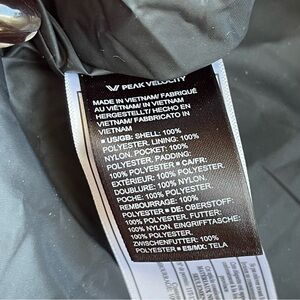 PEAK VELOCITY
MADE IN VIETNAM/ FABRIQUÉ
AU VIÊTNAM/ IN VIETNAM
HERGESTELLT/ HECHO EN
VIETNAM/ FABBRICATO IN
VIETNAM
■ US/GB: SHELL: 100%
POLYESTER. LINING: 100%
NYLON. POCKET: 100%
POLYESTER. PADDING:
100% POLYESTER ■ CA/FR:
EXTÉRIEUR: 100% POLYESTER.
DOUBLURE: 100% NYLON.
POCHE: 100% POLYESTER.
REMBOURRAGE: 100%
POLYESTER ■ DE: OBERSTOFF:
100% POLYESTER. FUTTER:
100% NYLON. EINGRIFFTASCHE:
100% POLYESTER.
ZWISCHENFUTTER: 100%
POLYESTER ■ ES/MX: TELA